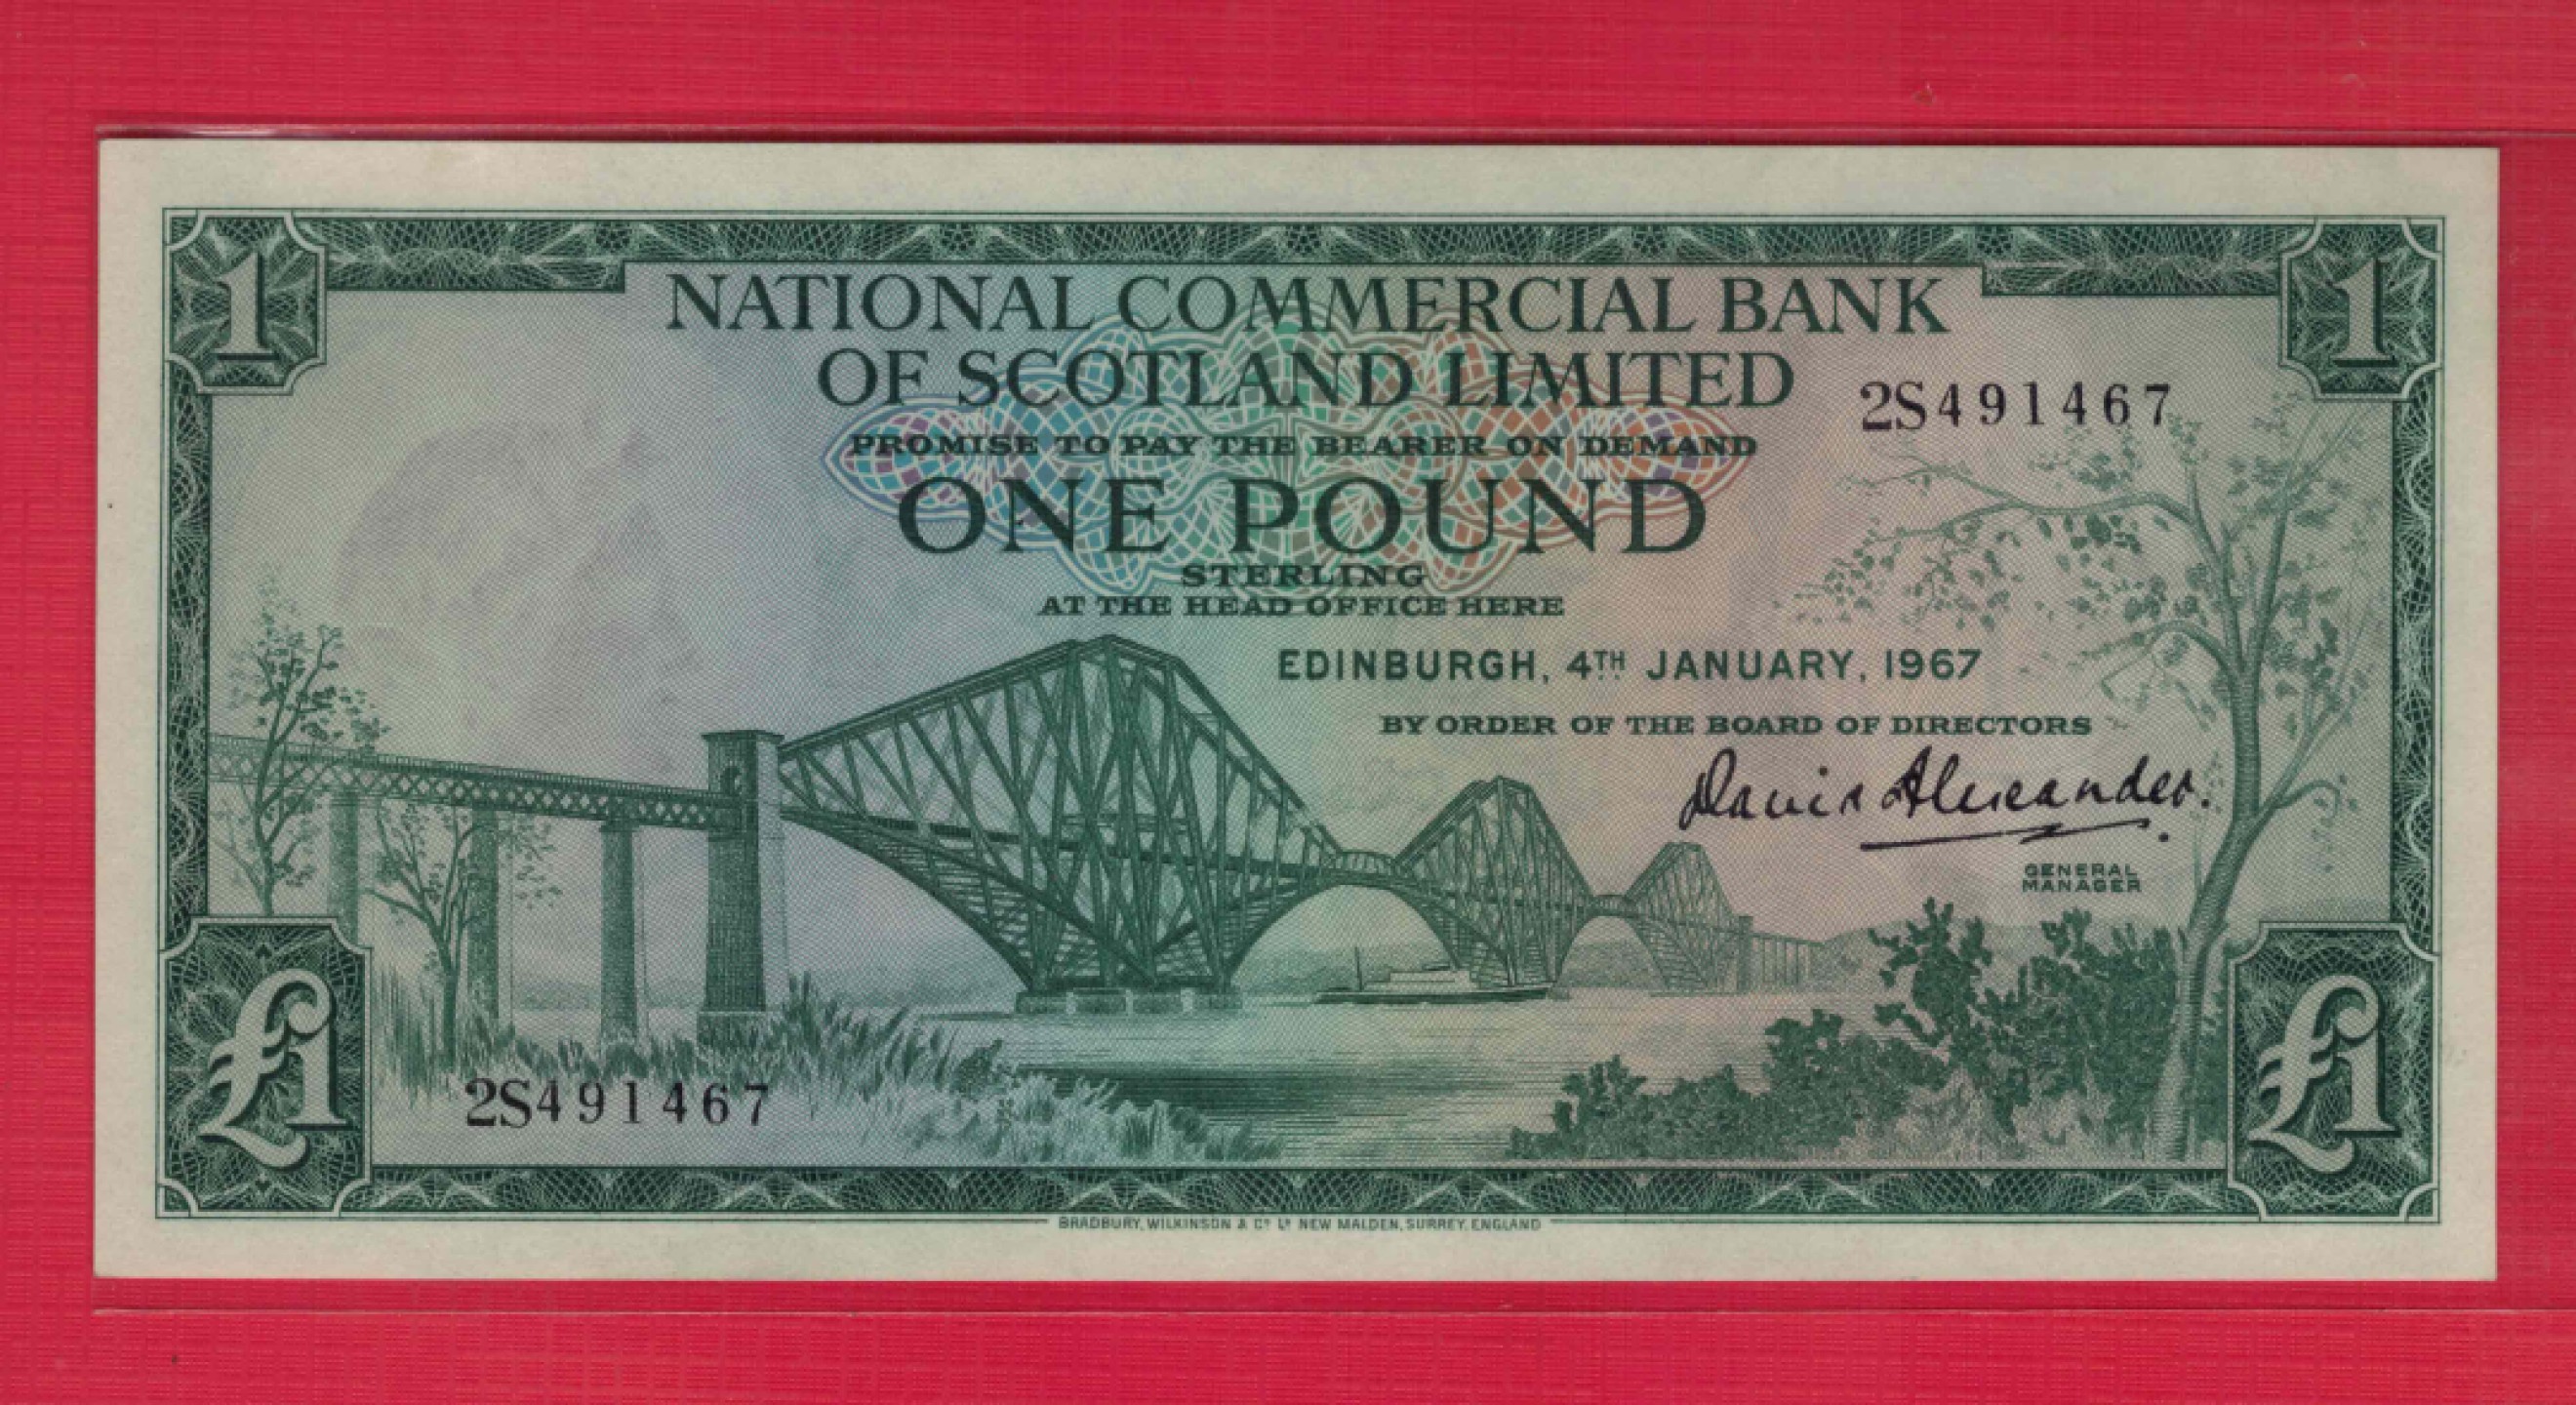 1
1
NATIONAL COMMERCIAL BANK
OF SCOTLAND LIMITED
2S491467
PROMISE TO PAY THE BEARER ON DEMAND
ONE POUND
STERLING
AT THE HEAD OFFICE HERE
EDINBURGH, 4TH JANUARY, 1967
BY ORDER OF THE BOARD OF DIRECTORS
David Alexander.
GENERAL
MANAGER
£1
2S491467
£1
BRADBURY, WILKINSON & Co Ld NEW MALDEN, SURREY, ENGLAND